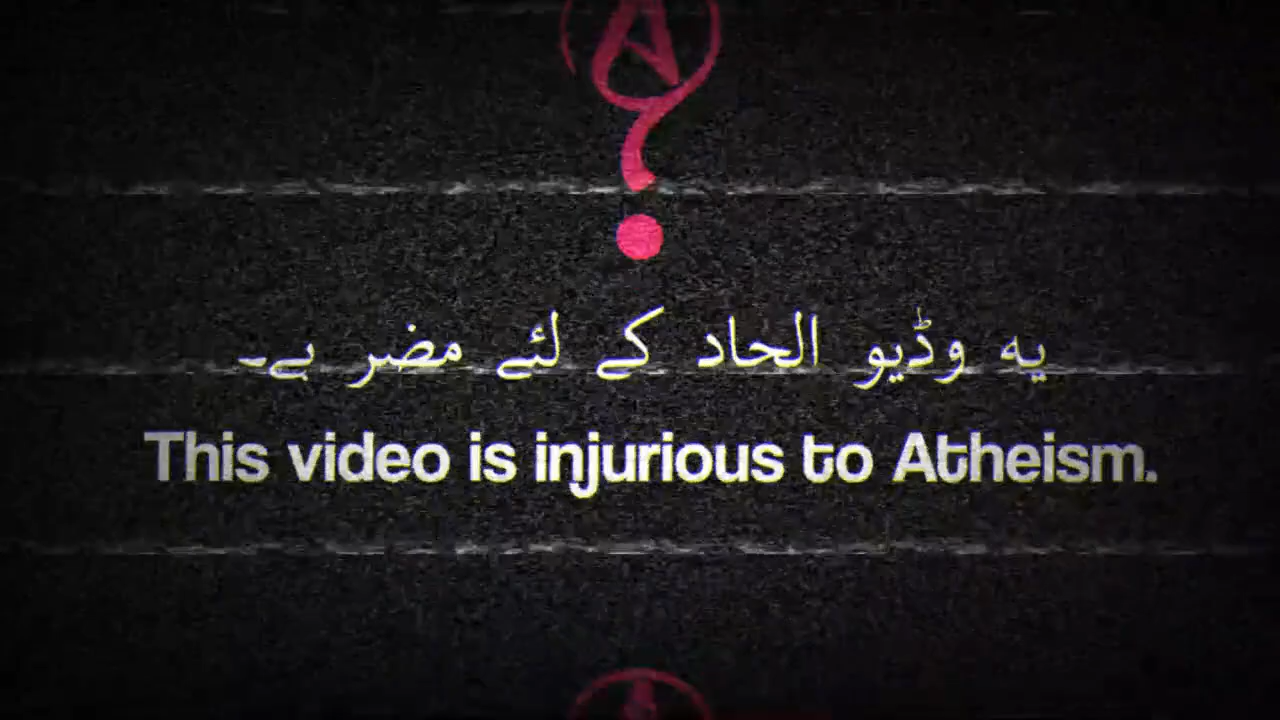 یہ وڈیو الحاد کے لئے مضر ہے۔
This video is injurious to Atheism.